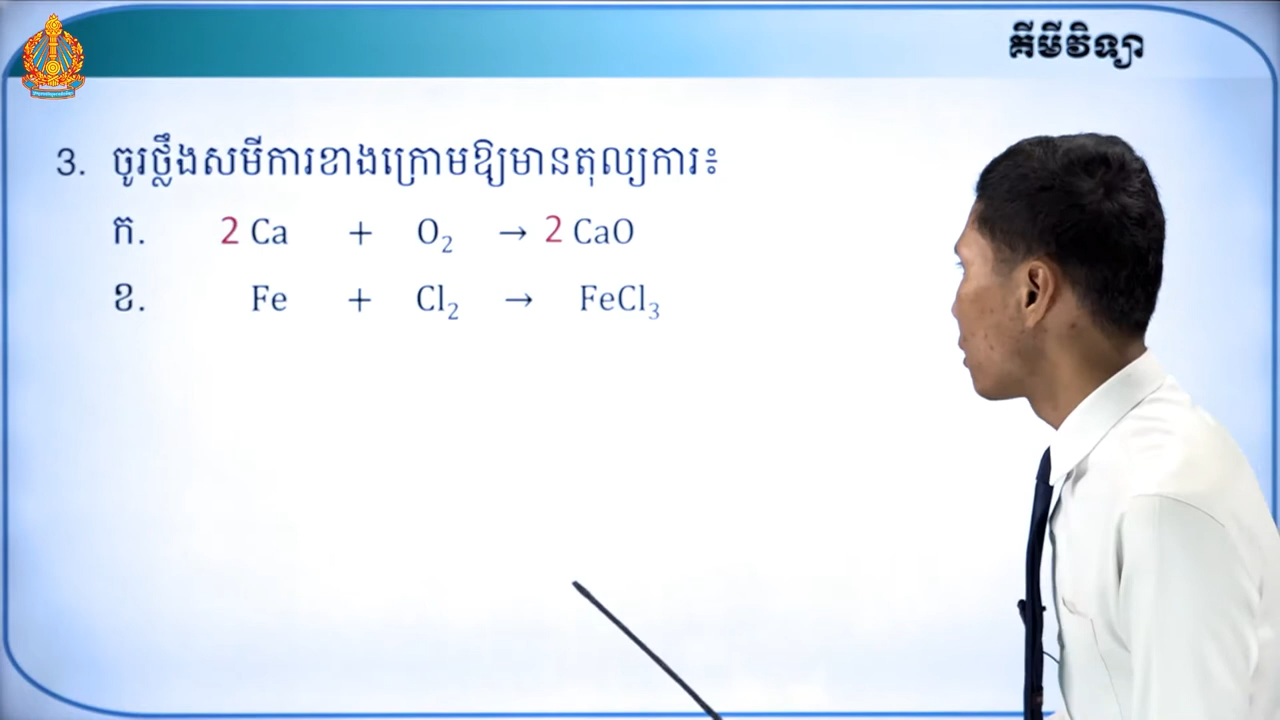 គីមីវិទ្យា
3. ចូរថ្លឹងសមីការខាងក្រោមឱ្យមានតុល្យការ៖
ក. 2 Ca + O₂ → 2 CaO
ខ. Fe + Cl₂ → FeCl₃